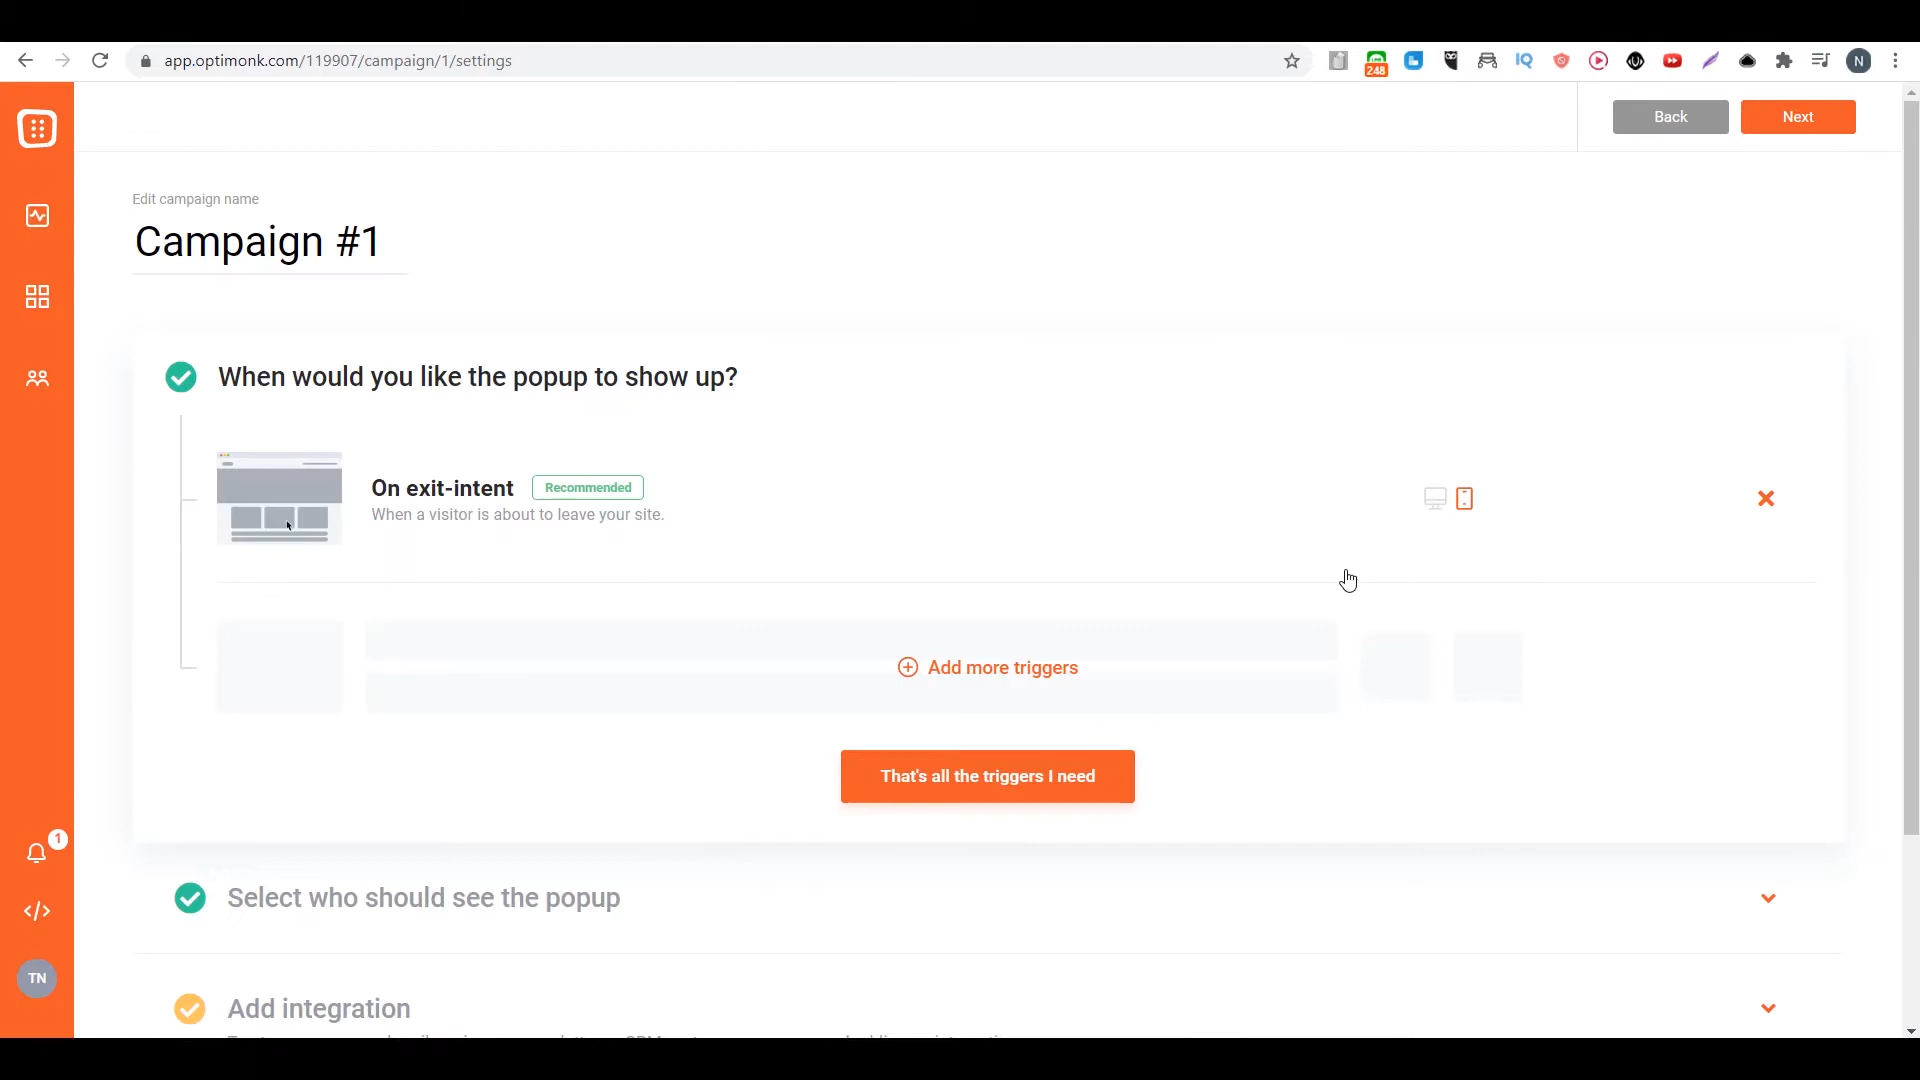 app.optimonk.com/119907/campaign/1/settings
248
IQ
N
Back
Next
Edit campaign name
Campaign #1
When would you like the popup to show up?
On exit-intent
Recommended
When a visitor is about to leave your site.
Add more triggers
That's all the triggers I need
1
Select who should see the popup
TN
Add integration